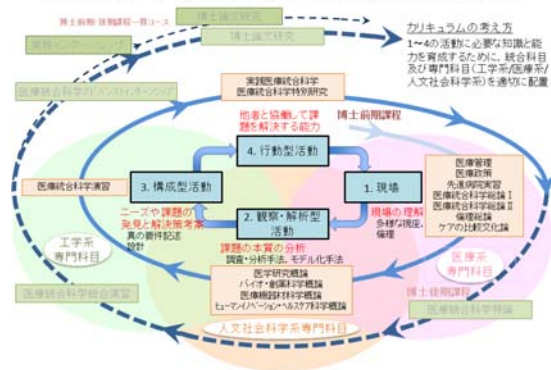 博士前期・後期課程一貫コース
博士論文研究
博士論文研究
実践インターンシップ
医療統合科学アドバンストインターンシップ
カリキュラムの考え方
1~4の活動に必要な知識と能
力を育成するために、統合科目
及び専門科目(工学系/医療系/
人文社会科学系)を適切に配置
実践医療統合科学
医療統合科学特別研究
他者と協働して課
題を解決する能力
博士前期課程
4. 行動型活動
医療統合科学演習
3. 構成型活動
1. 現場
2. 観察・解析型
活動
医療管理
医療政策
先進病院実習
医療統合科学総論Ⅰ
医療統合科学総論Ⅱ
倫理総論
ケアの比較文化論
ニーズや課題の
発見と解決策考案
真の要件記述
設計
現場の理解
多様な視座、
倫理
課題の本質の分析
調査・分析手法、モデル化手法
工学系
専門科目
医療系
専門科目
医学研究概論
バイオ・創薬科学概論
医療機器材料科学概論
ヒューマンイノベーション・ヘルスケア科学概論
博士後期課程
医療統合科学総合演習
医療統合科学特論
人文社会科学系専門科目